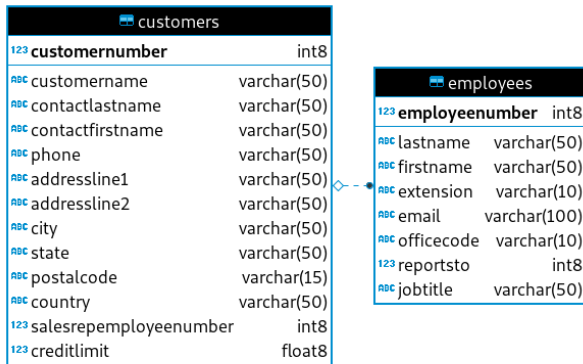 customers
123 customernumber int8
ABC customername varchar(50)
ABC contactlastname varchar(50)
ABC contactfirstname varchar(50)
ABC phone varchar(50)
ABC addressline1 varchar(50)
ABC addressline2 varchar(50)
ABC city varchar(50)
ABC state varchar(50)
ABC postalcode varchar(15)
ABC country varchar(50)
123 salesrepemployeenumber int8
123 creditlimit float8
employees
123 employeenumber int8
ABC lastname varchar(50)
ABC firstname varchar(50)
ABC extension varchar(10)
ABC email varchar(100)
ABC officecode varchar(10)
123 reportsto int8
ABC jobtitle varchar(50)